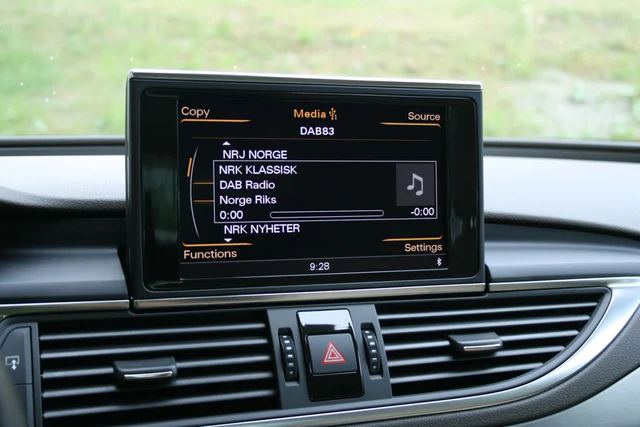 Copy Media Source
DAB83
NRJ NORGE
NRK KLASSISK
DAB Radio
Norge Riks
0:00 -0:00
NRK NYHETER
Functions Settings
9:28